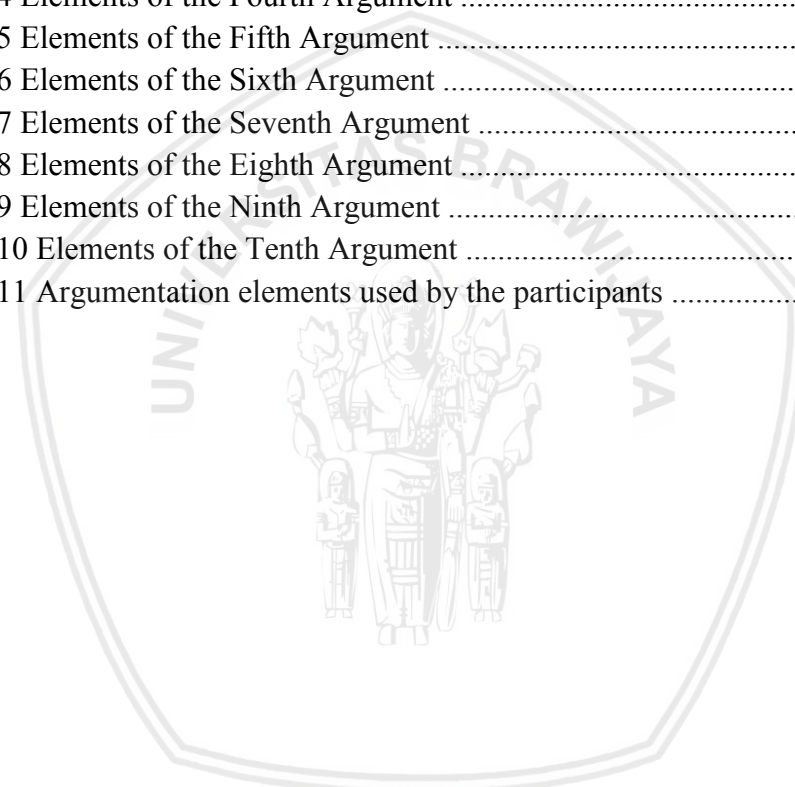 4 Elements of the Fourth Argument ..........................................
5 Elements of the Fifth Argument .............................................
6 Elements of the Sixth Argument ............................................
7 Elements of the Seventh Argument ........................................
8 Elements of the Eighth Argument ..........................................
9 Elements of the Ninth Argument ............................................
10 Elements of the Tenth Argument .........................................
11 Argumentation elements used by the participants ................
UNIVERSITAS BRAWIJAYA